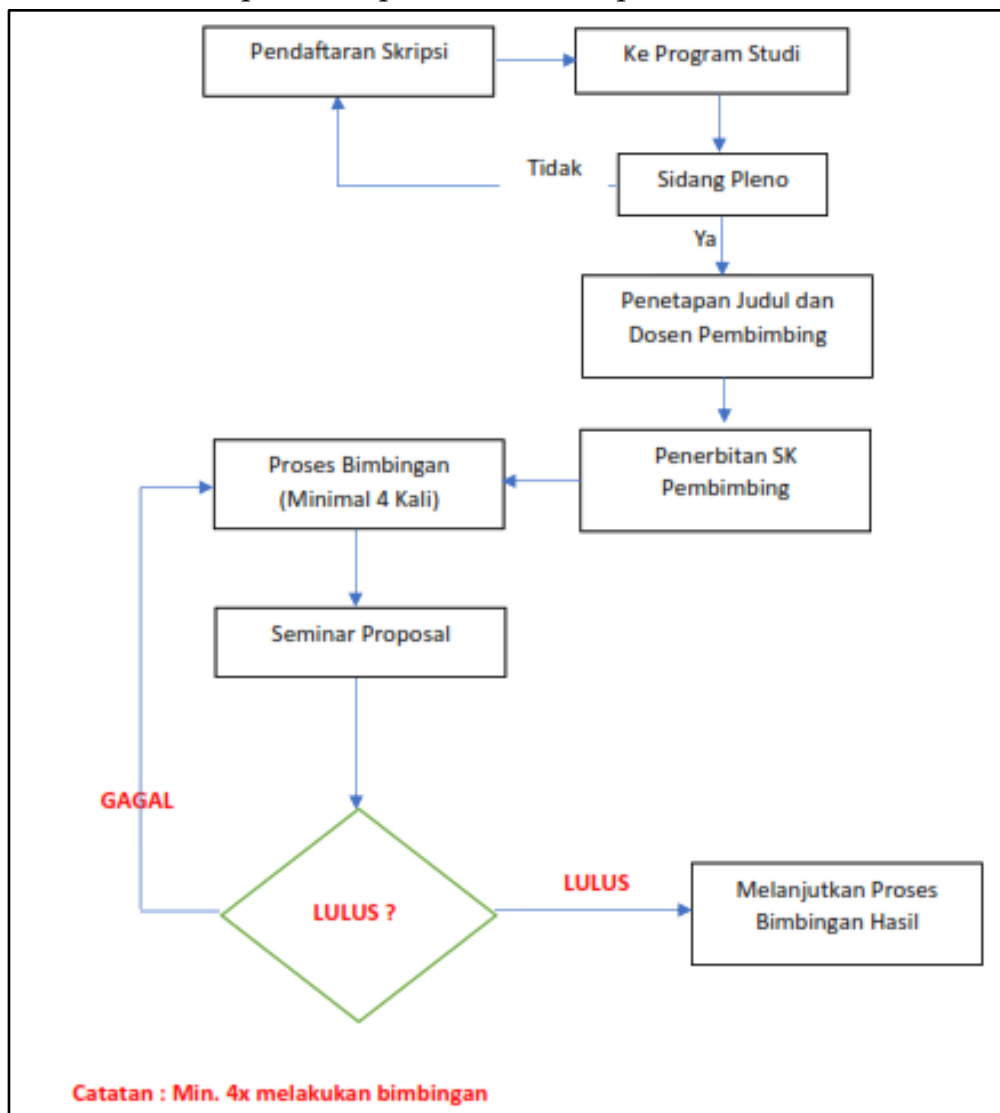 Pendaftaran Skripsi
Ke Program Studi
Tidak
Sidang Pleno
Ya
Penetapan Judul dan
Dosen Pembimbing
Proses Bimbingan
(Minimal 4 Kali)
Penerbitan SK
Pembimbing
Seminar Proposal
GAGAL
LULUS ?
LULUS
Melanjutkan Proses
Bimbingan Hasil
Catatan : Min. 4x melakukan bimbingan